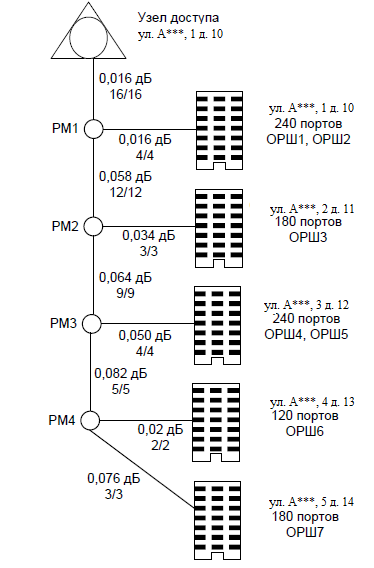 Узел доступа
ул. А***, 1 д. 10
0,016 дБ
16/16
РМ1
0,016 дБ
4/4
ул. А***, 1 д. 10
240 портов
ОРШ1, ОРШ2
0,058 дБ
12/12
РМ2
0,034 дБ
3/3
ул. А***, 2 д. 11
180 портов
ОРШ3
0,064 дБ
9/9
РМ3
0,050 дБ
4/4
ул. А***, 3 д. 12
240 портов
ОРШ4, ОРШ5
0,082 дБ
5/5
РМ4
0,02 дБ
2/2
ул. А***, 4 д. 13
120 портов
ОРШ6
0,076 дБ
3/3
ул. А***, 5 д. 14
180 портов
ОРШ7